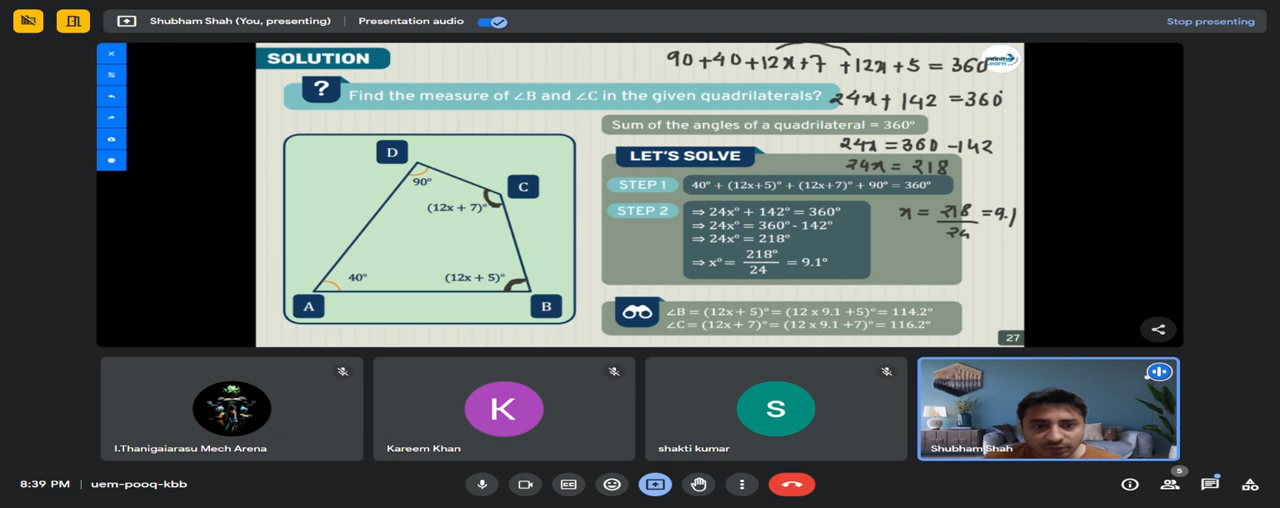 Shubham Shah (You, presenting) | Presentation audio
Stop presenting
SOLUTION
90+40+12x+7+12x+5=360
Infinity Learn
? Find the measure of ∠B and ∠C in the given quadrilaterals?
24x+142=360
Sum of the angles of a quadrilateral = 360°
24x=360-142
24x=218
LET'S SOLVE
STEP 1 40° + (12x+5)° + (12x+7)° + 90° = 360°
STEP 2 ⇒ 24x° + 142° = 360°
⇒ 24x° = 360° - 142°
⇒ 24x° = 218°
⇒ x° = 218°/24 = 9.1°
x=218/24=9.1
D
90°
C
(12x + 7)°
40°
(12x + 5)°
A
B
∠B = (12x + 5)° = (12 x 9.1 +5)° = 114.2°
∠C = (12x + 7)° = (12 x 9.1 +7)° = 116.2°
27
I.Thanigaiarasu Mech Arena
K
Kareem Khan
S
shakti kumar
Shubham Shah
8:39 PM | uem-pooq-kbb
5